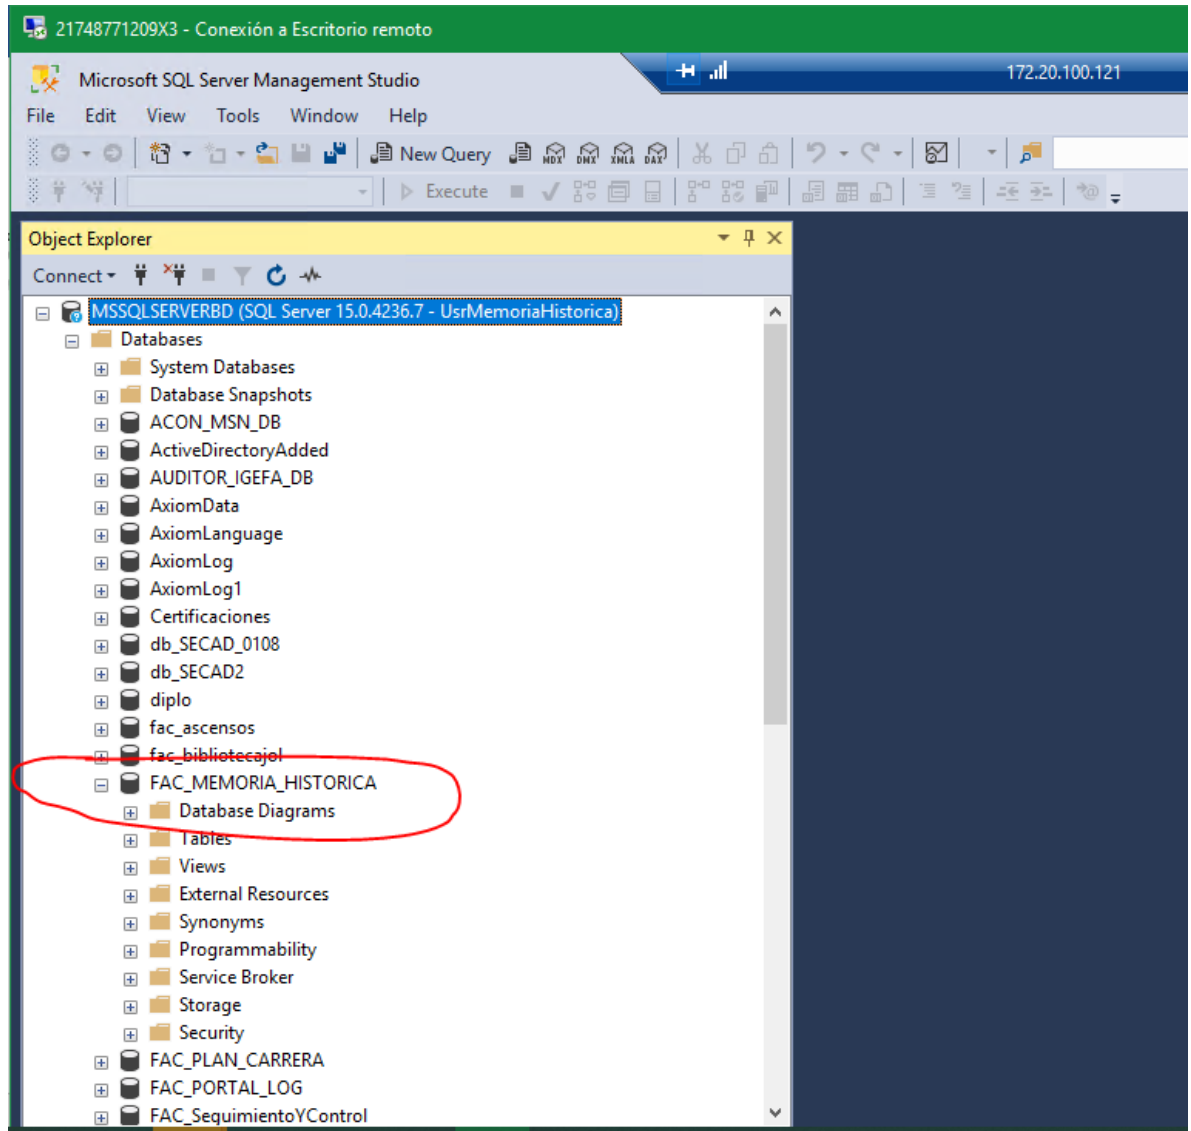 21748771209X3 - Conexión a Escritorio remoto
Microsoft SQL Server Management Studio
172.20.100.121
File Edit View Tools Window Help
New Query MDX DMX XMLA DAX
Execute
Object Explorer
Connect
MSSQLSERVERBD (SQL Server 15.0.4236.7 - UsrMemoriaHistorica)
Databases
System Databases
Database Snapshots
ACON_MSN_DB
ActiveDirectoryAdded
AUDITOR_IGEFA_DB
AxiomData
AxiomLanguage
AxiomLog
AxiomLog1
Certificaciones
db_SECAD_0108
db_SECAD2
diplo
fac_ascensos
fac_bibliotecajol
FAC_MEMORIA_HISTORICA
Database Diagrams
Tables
Views
External Resources
Synonyms
Programmability
Service Broker
Storage
Security
FAC_PLAN_CARRERA
FAC_PORTAL_LOG
FAC_SeguimientoYControl